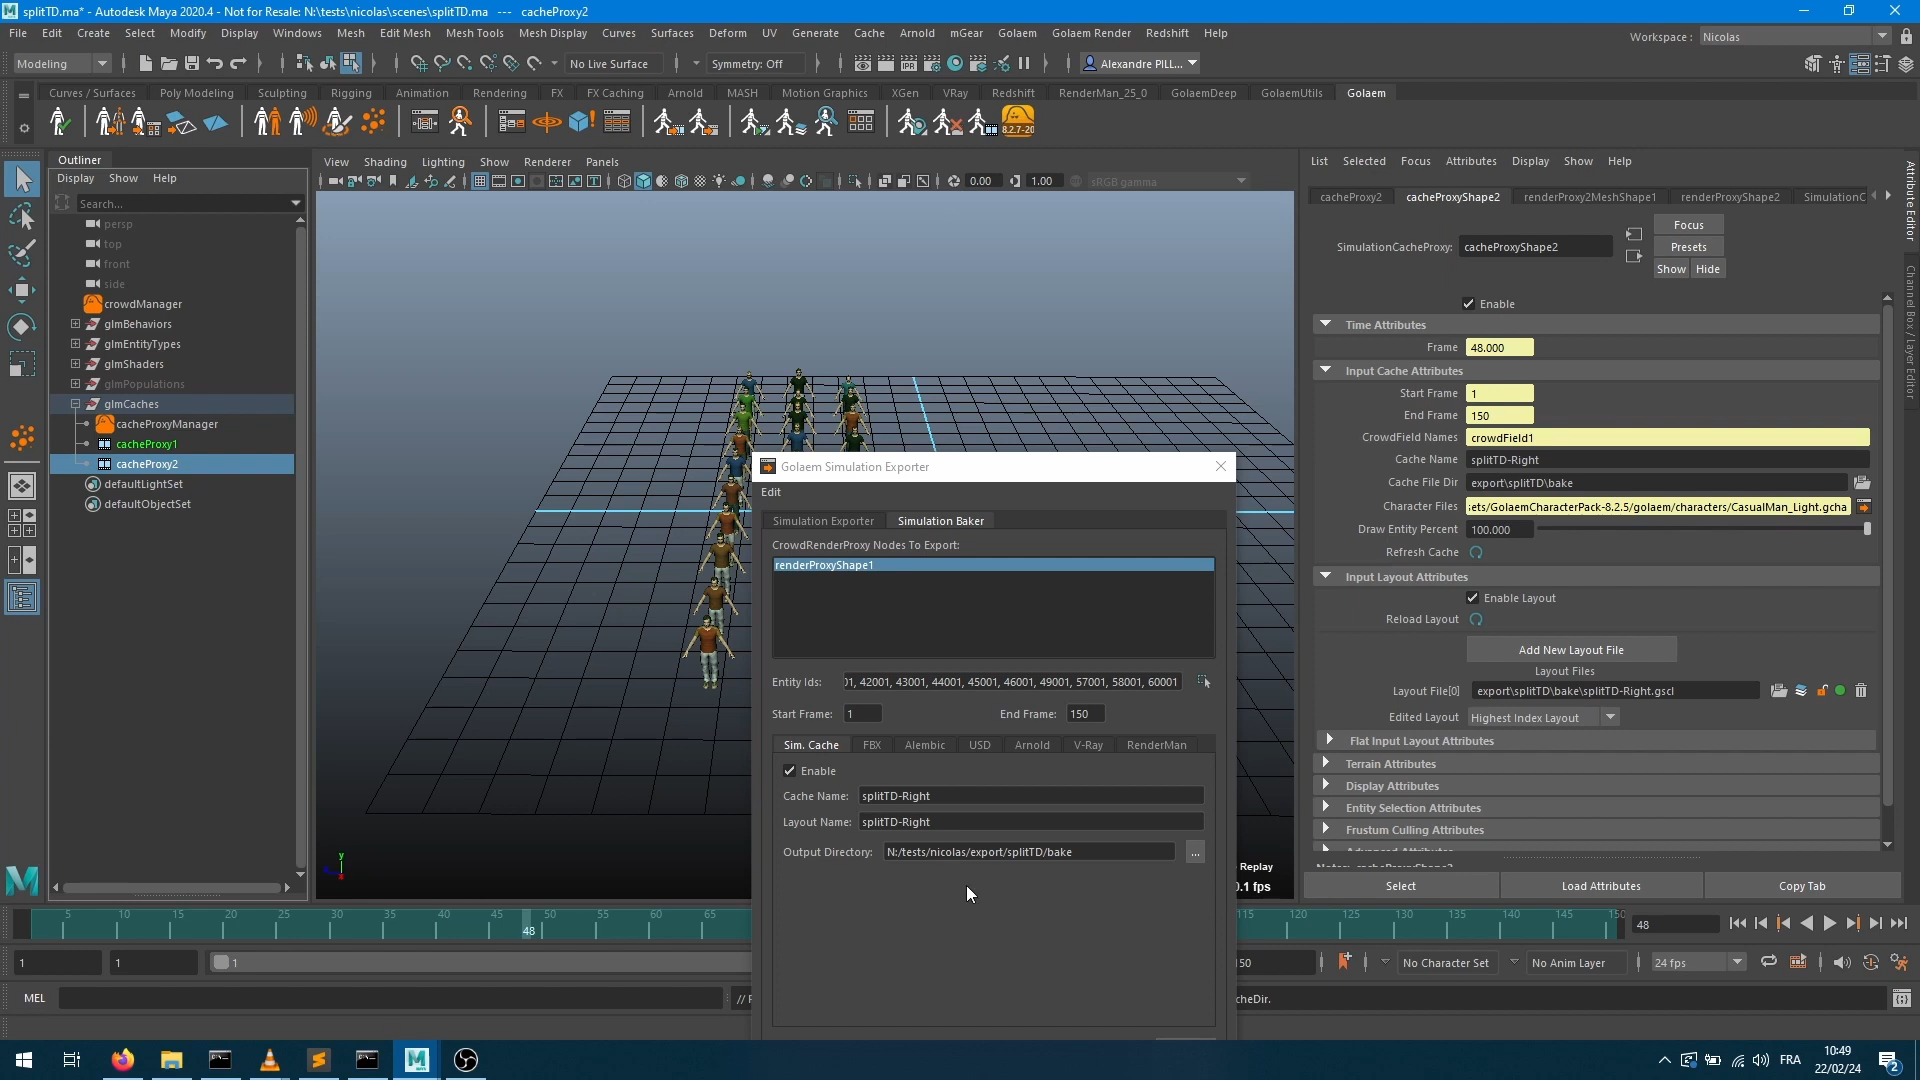 splitTD.ma* - Autodesk Maya 2020.4 - Not for Resale: N:\tests\nicolas\scenes\splitTD.ma --- cacheProxy2
File Edit Create Select Modify Display Windows Mesh Edit Mesh Mesh Tools Mesh Display Curves Surfaces Deform UV Generate Cache Arnold mGear Golaem Golaem Render Redshift Help
Workspace : Nicolas
Modeling No Live Surface Symmetry: Off Alexandre PILL...
Curves / Surfaces Poly Modeling Sculpting Rigging Animation Rendering FX FX Caching Arnold MASH Motion Graphics XGen VRay Redshift RenderMan_25_0 GolaemDeep GolaemUtils Golaem
8.2.7-20
Outliner
Display Show Help
Search...
persp
top
front
side
crowdManager
glmBehaviors
glmEntityTypes
glmShaders
glmPopulations
glmCaches
cacheProxyManager
cacheProxy1
cacheProxy2
defaultLightSet
defaultObjectSet
View Shading Lighting Show Renderer Panels
0.00 1.00 sRGB gamma
y
Replay
0.1 fps
Golaem Simulation Exporter
Edit
Simulation Exporter Simulation Baker
CrowdRenderProxy Nodes To Export:
renderProxyShape1
Entity Ids: 01, 42001, 43001, 44001, 45001, 46001, 49001, 57001, 58001, 60001
Start Frame: 1 End Frame: 150
Sim. Cache FBX Alembic USD Arnold V-Ray RenderMan
Enable
Cache Name: splitTD-Right
Layout Name: splitTD-Right
Output Directory: N:/tests/nicolas/export/splitTD/bake ...
List Selected Focus Attributes Display Show Help
cacheProxy2 cacheProxyShape2 renderProxy2MeshShape1 renderProxyShape2 SimulationC
SimulationCacheProxy: cacheProxyShape2
Focus
Presets
Show Hide
Enable
Time Attributes
Frame 48.000
Input Cache Attributes
Start Frame 1
End Frame 150
CrowdField Names crowdField1
Cache Name splitTD-Right
Cache File Dir export\splitTD\bake
Character Files sets/GolaemCharacterPack-8.2.5/golaem/characters/CasualMan_Light.gcha
Draw Entity Percent 100.000
Refresh Cache
Input Layout Attributes
Enable Layout
Reload Layout
Add New Layout File
Layout Files
Layout File[0] export\splitTD\bake\splitTD-Right.gscl
Edited Layout Highest Index Layout
Flat Input Layout Attributes
Terrain Attributes
Display Attributes
Entity Selection Attributes
Frustum Culling Attributes
Select Load Attributes Copy Tab
Attribute Editor
Channel Box / Layer Editor
5 10 15 20 25 30 35 40 45 50 55 60 65 115 120 125 130 135 140 145 150
48 48
1 1 1 150 No Character Set No Anim Layer 24 fps
MEL // cheDir.
FRA
10:49
22/02/24
2